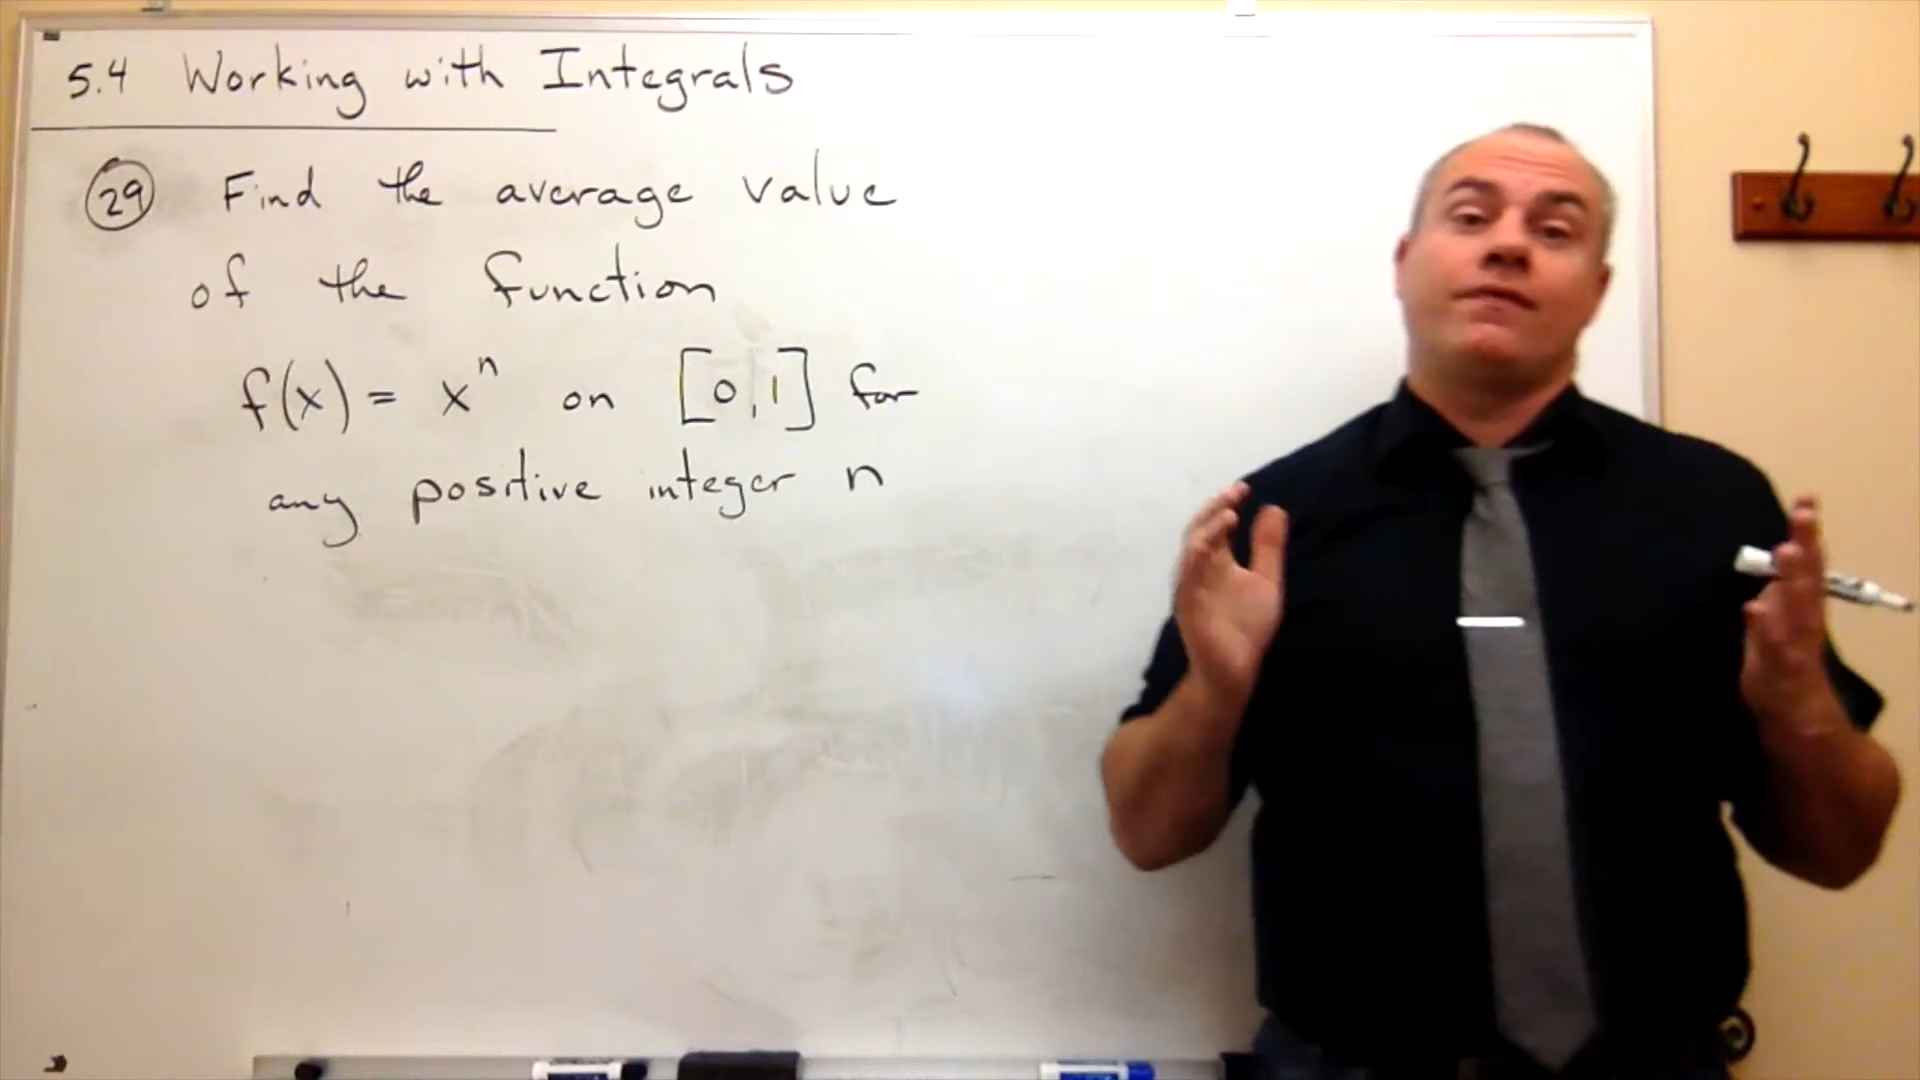 5.4 Working with Integrals
29 Find the average value
of the function
f(x) = xⁿ on [0,1] for
any positive integer n